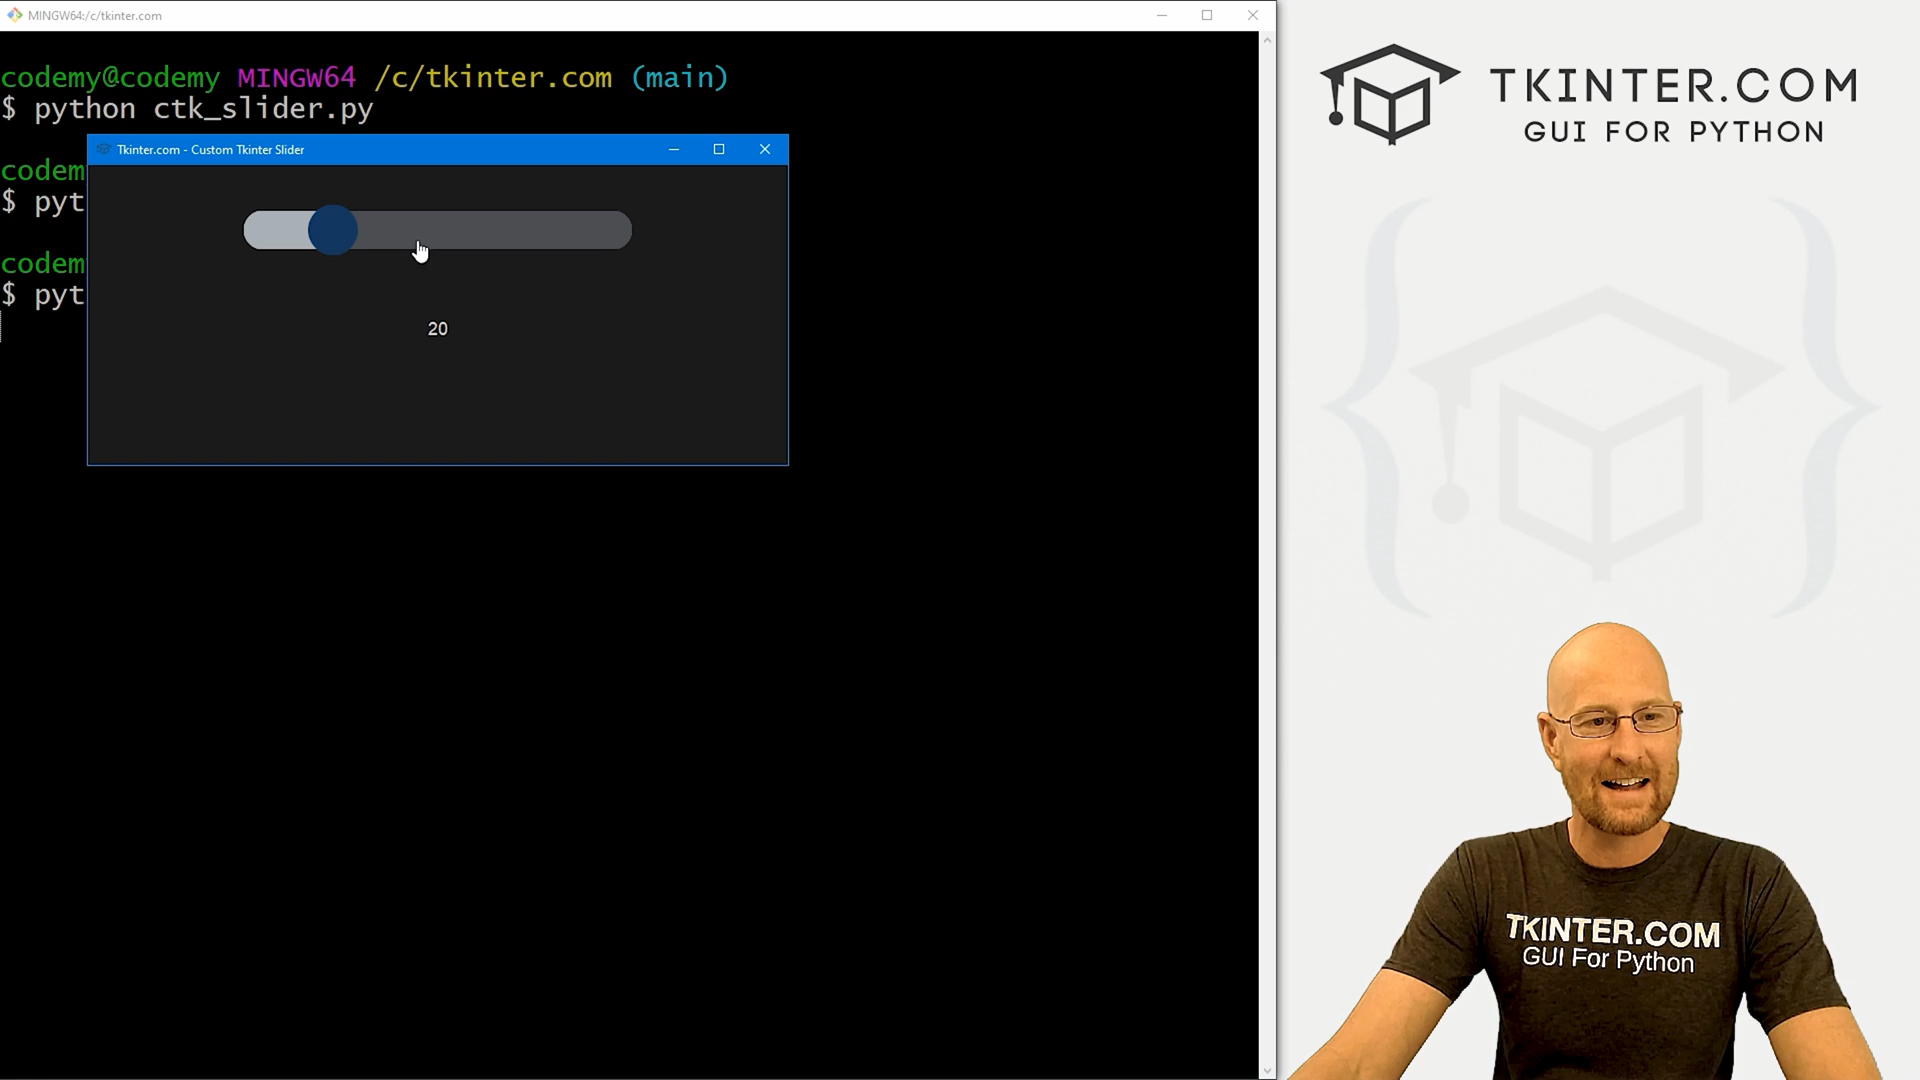 MINGW64:/c/tkinter.com
codemy@codemy MINGW64 /c/tkinter.com (main)
$ python ctk_slider.py
Tkinter.com - Custom Tkinter Slider
codem
$ pyt
codem
$ pyt
20
TKINTER.COM
GUI FOR PYTHON
TKINTER.COM
GUI For Python